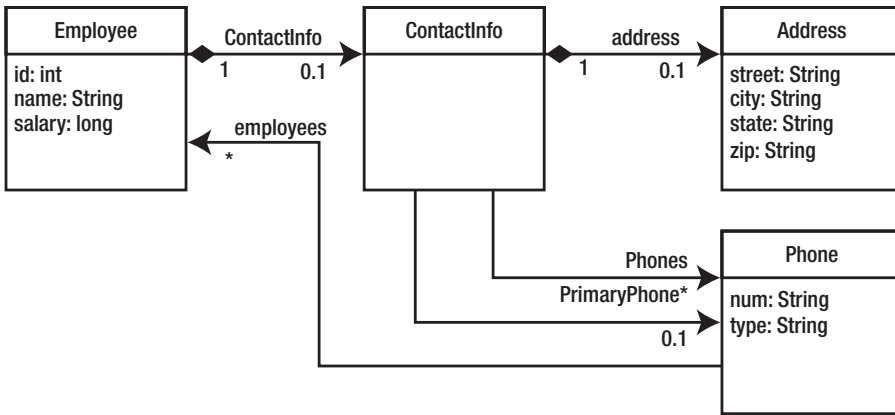 Employee
id: int
name: String
salary: long
ContactInfo
1
0.1
ContactInfo
address
1
0.1
Address
street: String
city: String
state: String
zip: String
employees
*
Phones
PrimaryPhone*
0.1
Phone
num: String
type: String